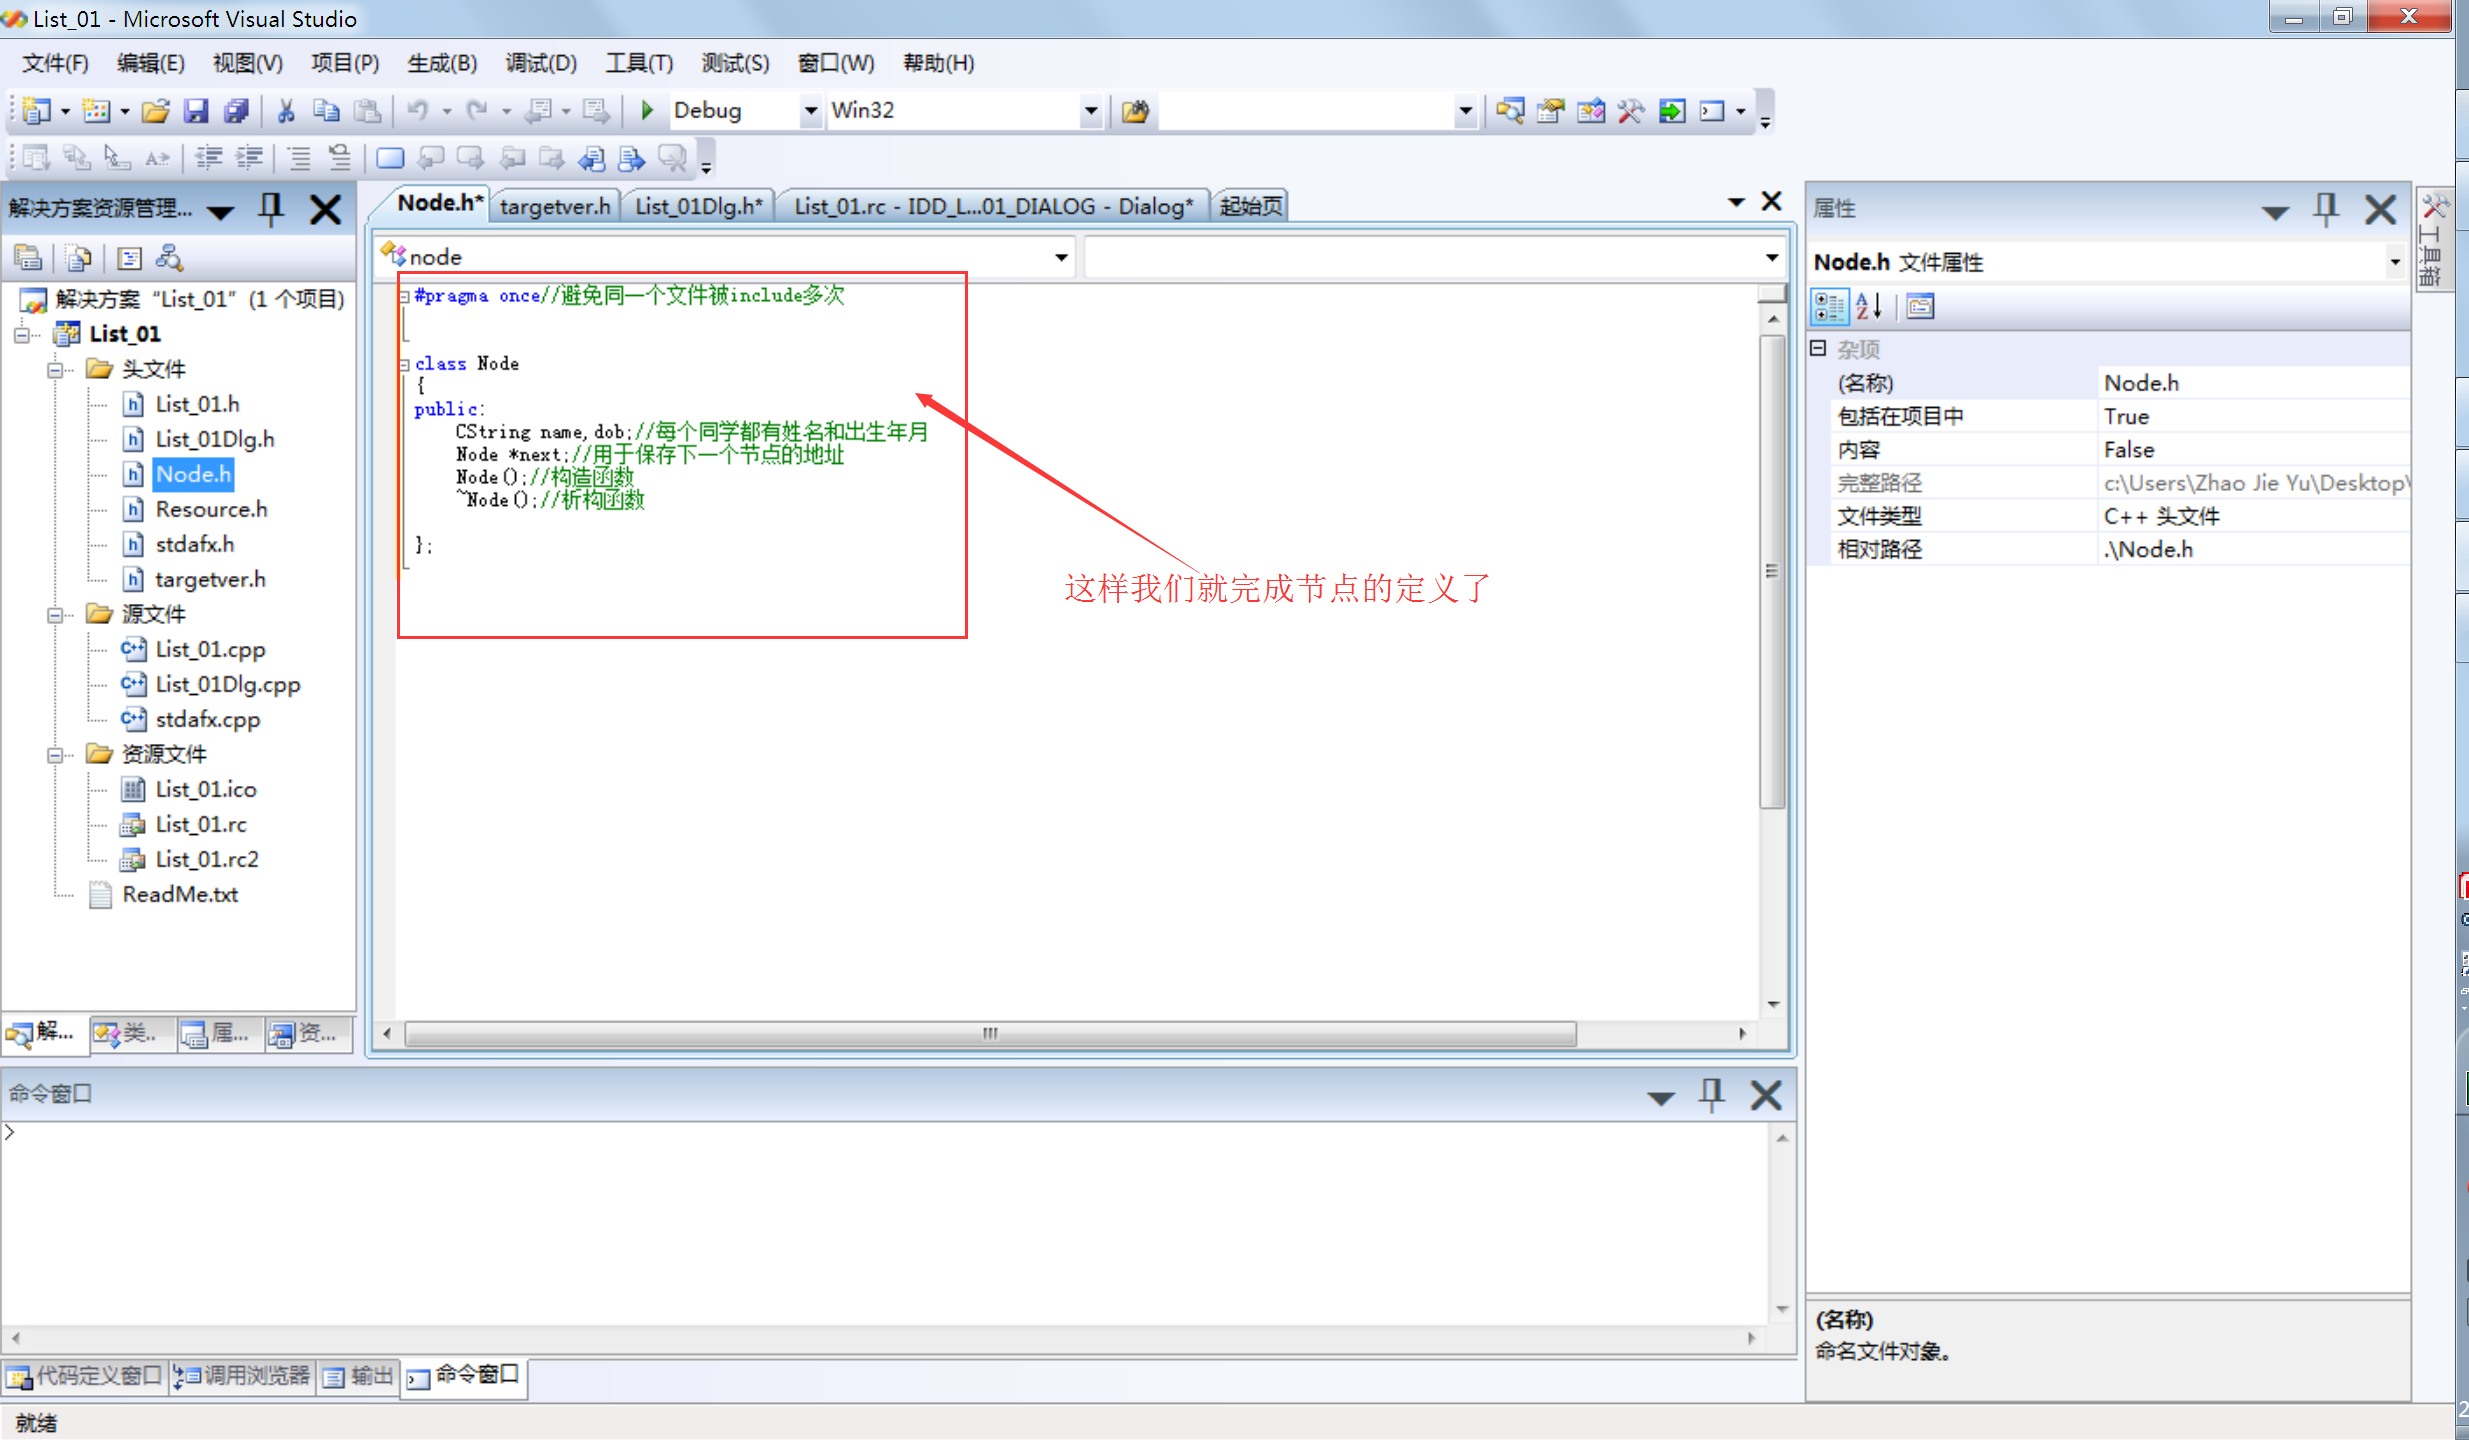 List_01 - Microsoft Visual Studio
文件(F) 编辑(E) 视图(V) 项目(P) 生成(B) 调试(D) 工具(T) 测试(S) 窗口(W) 帮助(H)
Debug Win32
解决方案资源管理...
Node.h* targetver.h List_01Dlg.h* List_01.rc - IDD_L...01_DIALOG - Dialog* 起始页
node
解决方案 “List_01” (1 个项目)
List_01
头文件
List_01.h
List_01Dlg.h
Node.h
Resource.h
stdafx.h
targetver.h
源文件
List_01.cpp
List_01Dlg.cpp
stdafx.cpp
资源文件
List_01.ico
List_01.rc
List_01.rc2
ReadMe.txt
解... 类.. 属... 资...
#pragma once//避免同一个文件被include多次
class Node
{
public:
CString name,dob;//每个同学都有姓名和出生年月
Node *next;//用于保存下一个节点的地址
Node();//构造函数
~Node();//析构函数
};
这样我们就完成节点的定义了
属性
Node.h 文件属性
杂项
(名称) Node.h
包括在项目中 True
内容 False
完整路径 c:\Users\Zhao Jie Yu\Desktop\
文件类型 C++ 头文件
相对路径 .\Node.h
(名称)
命名文件对象。
工具箱
命令窗口
>
代码定义窗口 调用浏览器 输出 命令窗口
就绪